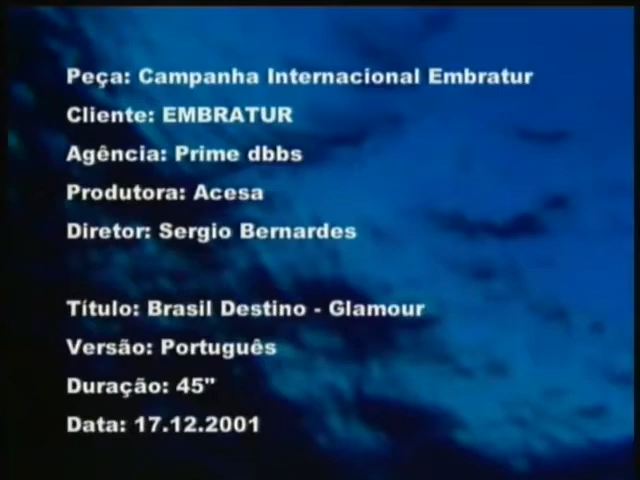 Peça: Campanha Internacional Embratur
Cliente: EMBRATUR
Agência: Prime dbbs
Produtora: Acesa
Diretor: Sergio Bernardes
Título: Brasil Destino - Glamour
Versão: Português
Duração: 45"
Data: 17.12.2001